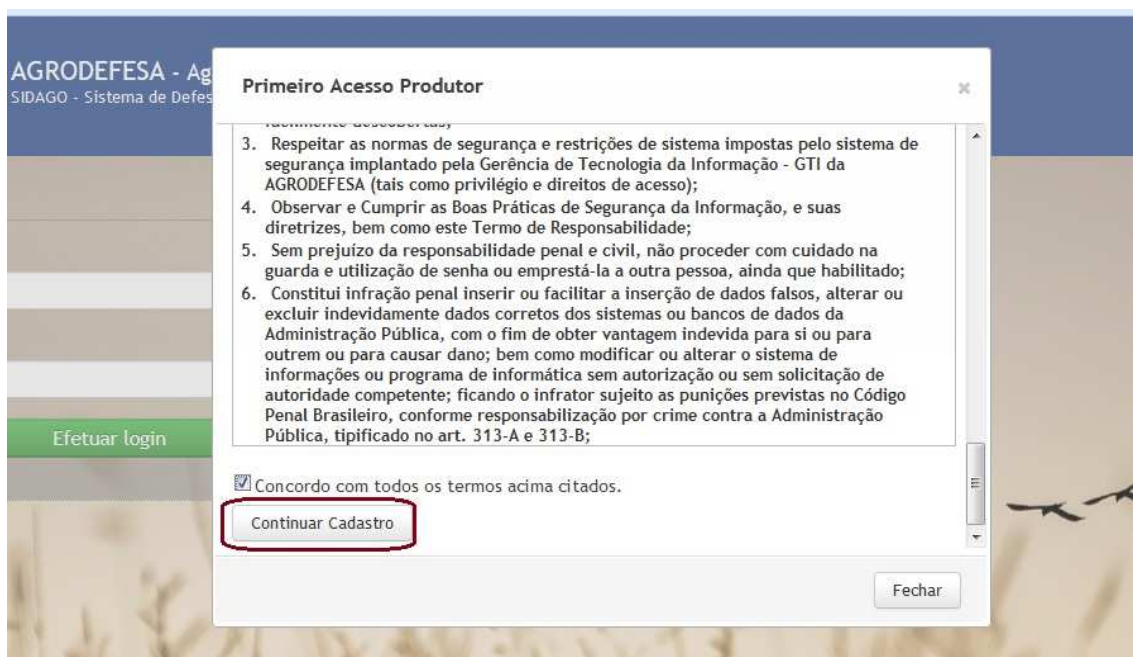 AGRODEFESA - Ag
SIDAGO - Sistema de Defes
Primeiro Acesso Produtor
×
facilmente descobertas;
3. Respeitar as normas de segurança e restrições de sistema impostas pelo sistema de
segurança implantado pela Gerência de Tecnologia da Informação - GTI da
AGRODEFESA (tais como privilégio e direitos de acesso);
4. Observar e Cumprir as Boas Práticas de Segurança da Informação, e suas
diretrizes, bem como este Termo de Responsabilidade;
5. Sem prejuízo da responsabilidade penal e civil, não proceder com cuidado na
guarda e utilização de senha ou emprestá-la a outra pessoa, ainda que habilitado;
6. Constitui infração penal inserir ou facilitar a inserção de dados falsos, alterar ou
excluir indevidamente dados corretos dos sistemas ou bancos de dados da
Administração Pública, com o fim de obter vantagem indevida para si ou para
outrem ou para causar dano; bem como modificar ou alterar o sistema de
informações ou programa de informática sem autorização ou sem solicitação de
autoridade competente; ficando o infrator sujeito as punições previstas no Código
Penal Brasileiro, conforme responsabilização por crime contra a Administração
Pública, tipificado no art. 313-A e 313-B;
Efetuar login
Concordo com todos os termos acima citados.
Continuar Cadastro
Fechar